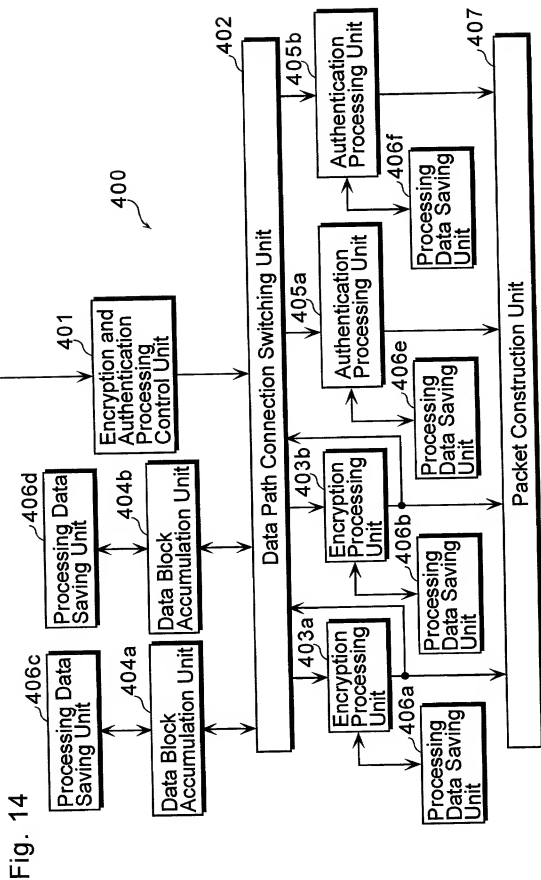 Fig. 14
400
401
Encryption and
Authentication
Processing
Control Unit
406c
Processing Data
Saving Unit
406d
Processing Data
Saving Unit
404a
Data Block
Accumulation Unit
404b
Data Block
Accumulation Unit
402
Data Path Connection Switching Unit
403a
Encryption
Processing
Unit
403b
Encryption
Processing
Unit
405a
Authentication
Processing Unit
405b
Authentication
Processing Unit
406a
Processing
Data Saving
Unit
406b
Processing
Data Saving
Unit
406e
Processing
Data Saving
Unit
406f
Processing
Data Saving
Unit
407
Packet Construction Unit